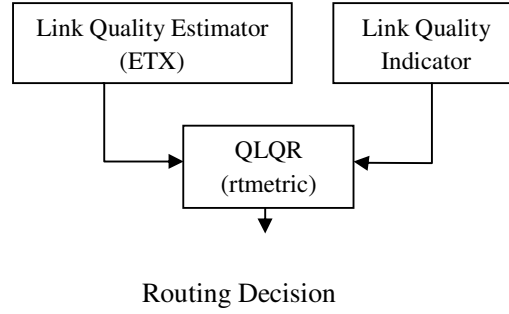 Link Quality Estimator
(ETX)
Link Quality
Indicator
QLQR
(rtmetric)
Routing Decision